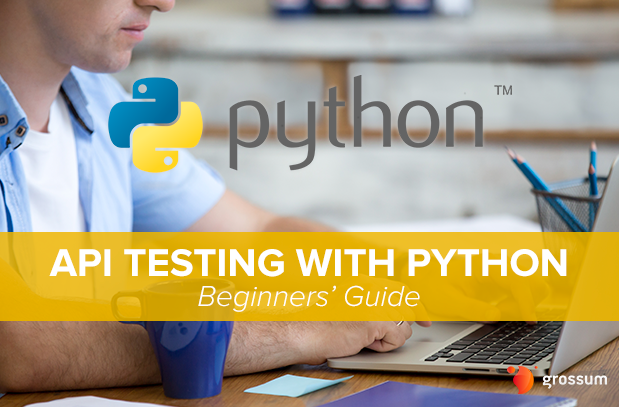 python™
API TESTING WITH PYTHON
Beginners’ Guide
grossum